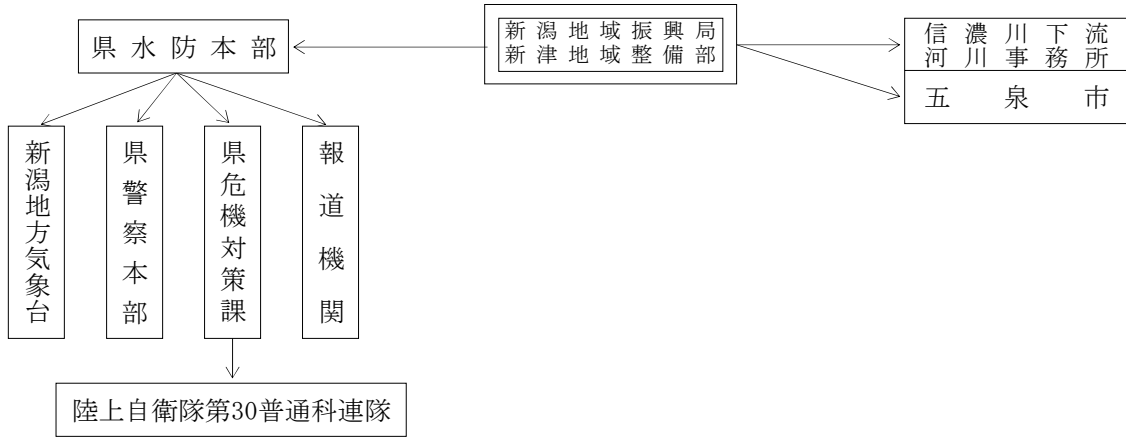 県水防本部
新潟地域振興局
新津地域整備部
信濃川下流
河川事務所
五泉市
新潟地方気象台
県警察本部
県危機対策課
報道機関
陸上自衛隊第30普通科連隊